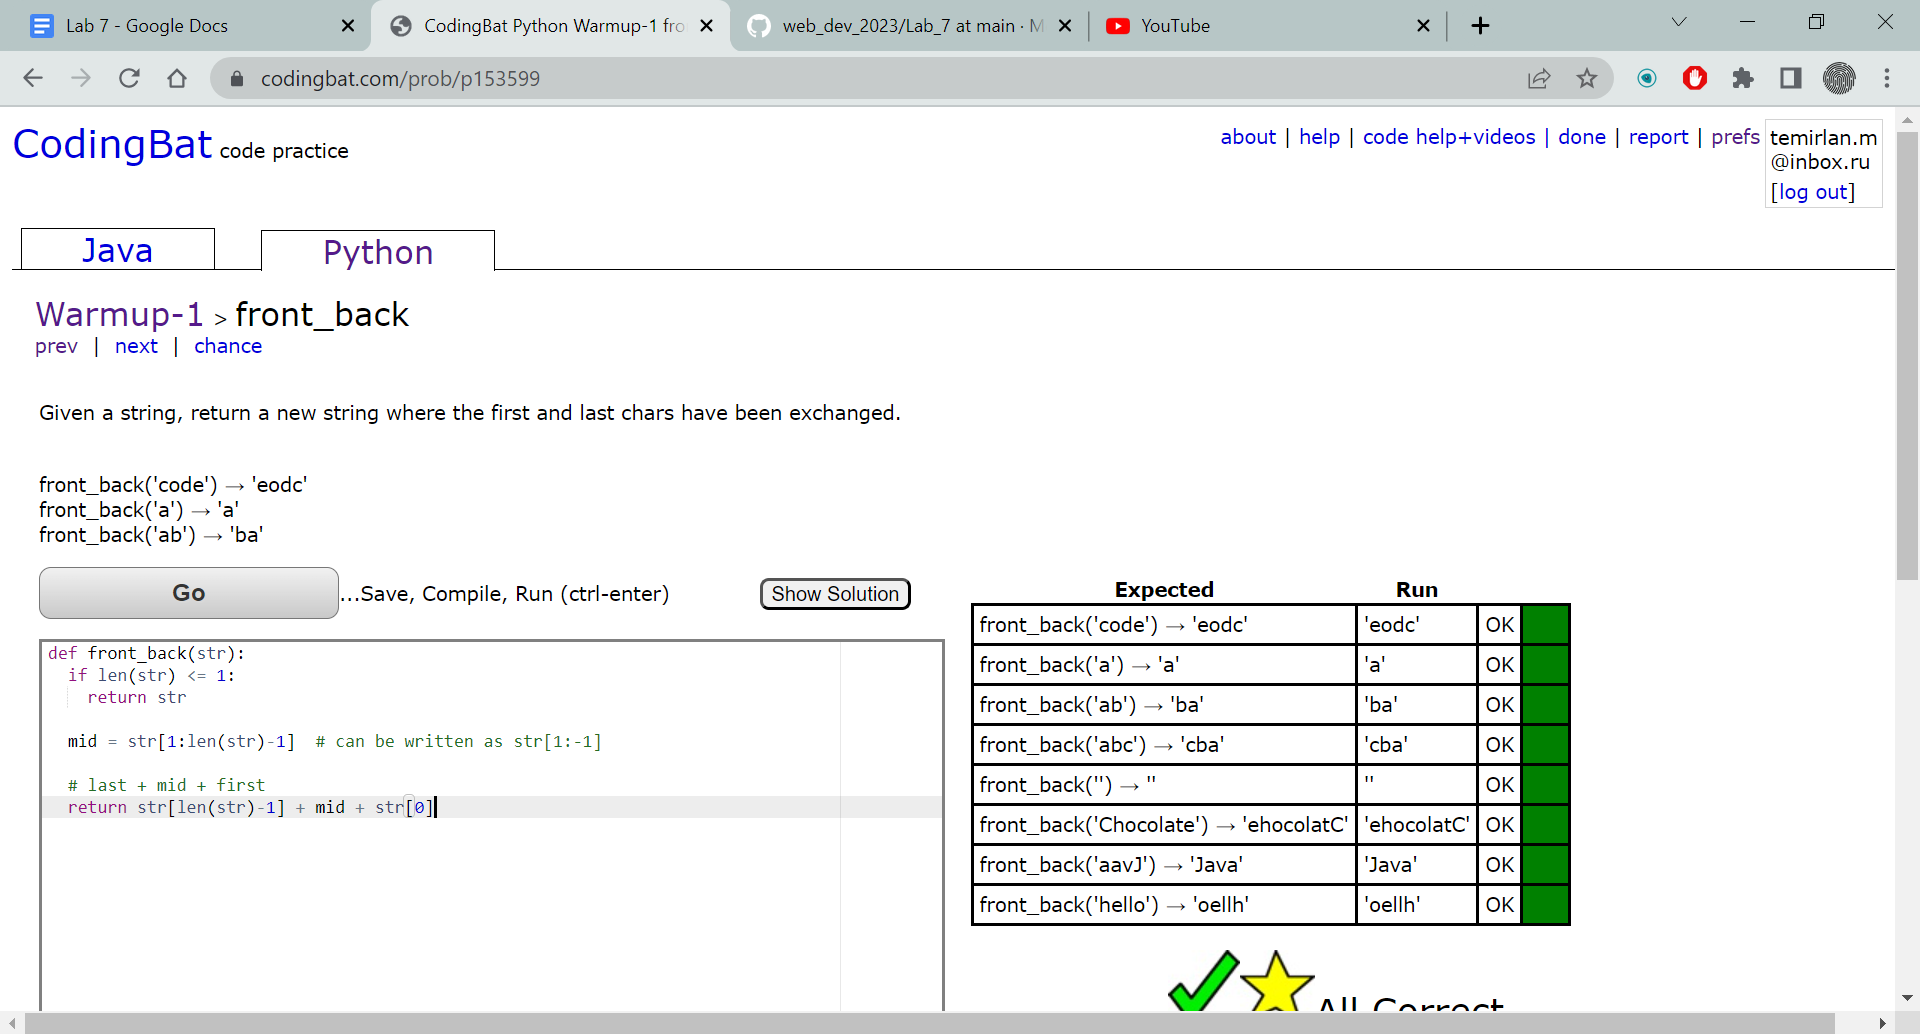 Lab 7 - Google Docs
CodingBat Python Warmup-1 fro
web_dev_2023/Lab_7 at main · M
YouTube
codingbat.com/prob/p153599
CodingBat code practice
about | help | code help+videos | done | report | prefs
temirlan.m
@inbox.ru
[log out]
Java
Python
Warmup-1 > front_back
prev | next | chance
Given a string, return a new string where the first and last chars have been exchanged.
front_back('code') → 'eodc'
front_back('a') → 'a'
front_back('ab') → 'ba'
Go ...Save, Compile, Run (ctrl-enter) Show Solution
def front_back(str):
  if len(str) <= 1:
    return str
  mid = str[1:len(str)-1]  # can be written as str[1:-1]
  # last + mid + first
  return str[len(str)-1] + mid + str[0]
Expected Run
front_back('code') → 'eodc' 'eodc' OK
front_back('a') → 'a' 'a' OK
front_back('ab') → 'ba' 'ba' OK
front_back('abc') → 'cba' 'cba' OK
front_back('') → '' '' OK
front_back('Chocolate') → 'ehocolatC' 'ehocolatC' OK
front_back('aavJ') → 'Java' 'Java' OK
front_back('hello') → 'oellh' 'oellh' OK
All Correct